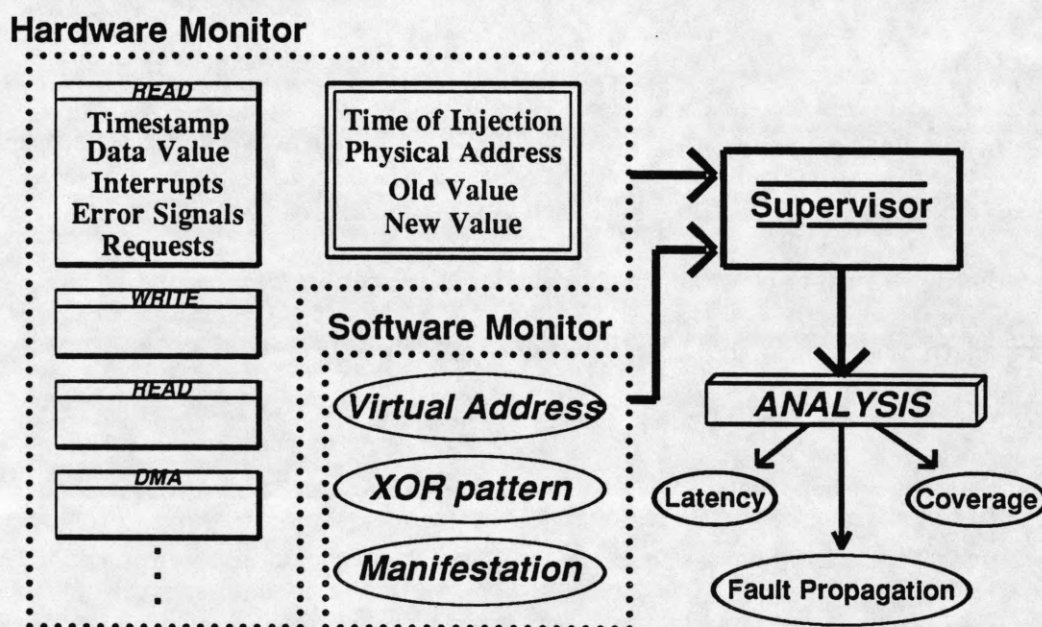 Hardware Monitor
READ
Timestamp
Data Value
Interrupts
Error Signals
Requests
WRITE
READ
DMA
Time of Injection
Physical Address
Old Value
New Value
Software Monitor
Virtual Address
XOR pattern
Manifestation
Supervisor
ANALYSIS
Latency
Coverage
Fault Propagation